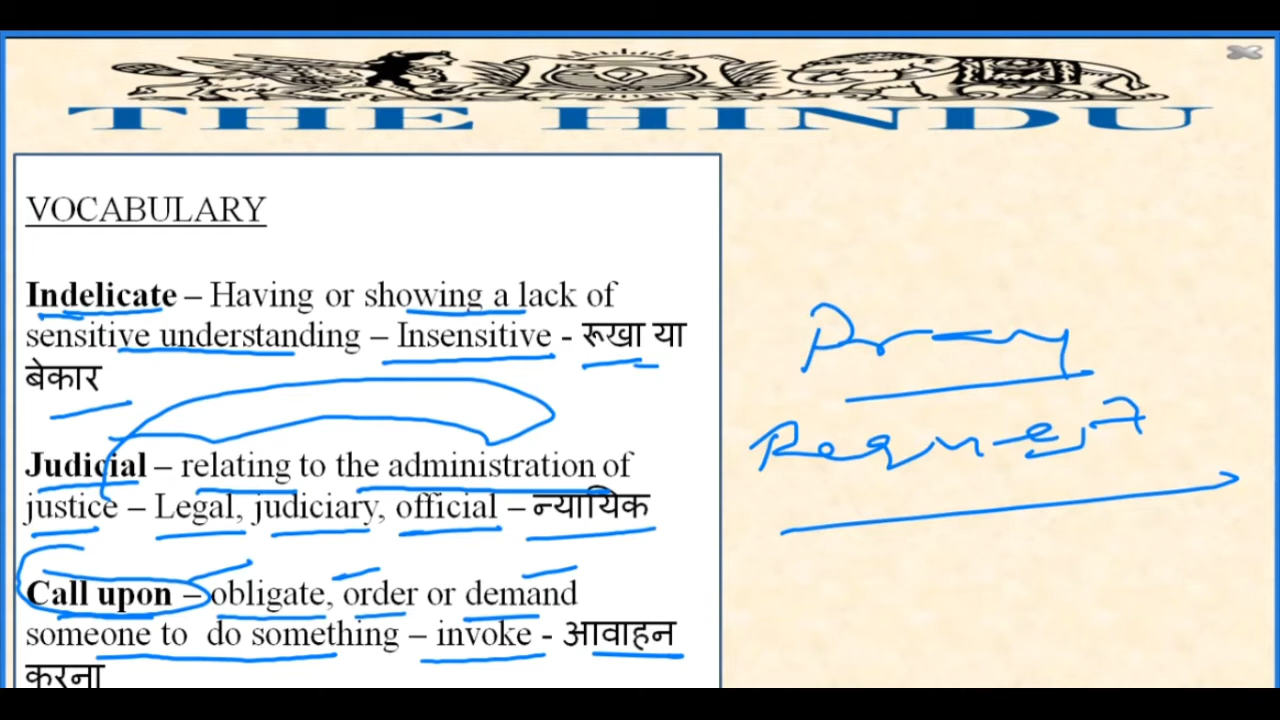 THE HINDU
VOCABULARY
Indelicate – Having or showing a lack of
sensitive understanding – Insensitive - रूखा या
बेकार
Judicial – relating to the administration of
justice – Legal, judiciary, official – न्यायिक
Call upon – obligate, order or demand
someone to do something – invoke - आवाहन
करना
Pray
Request